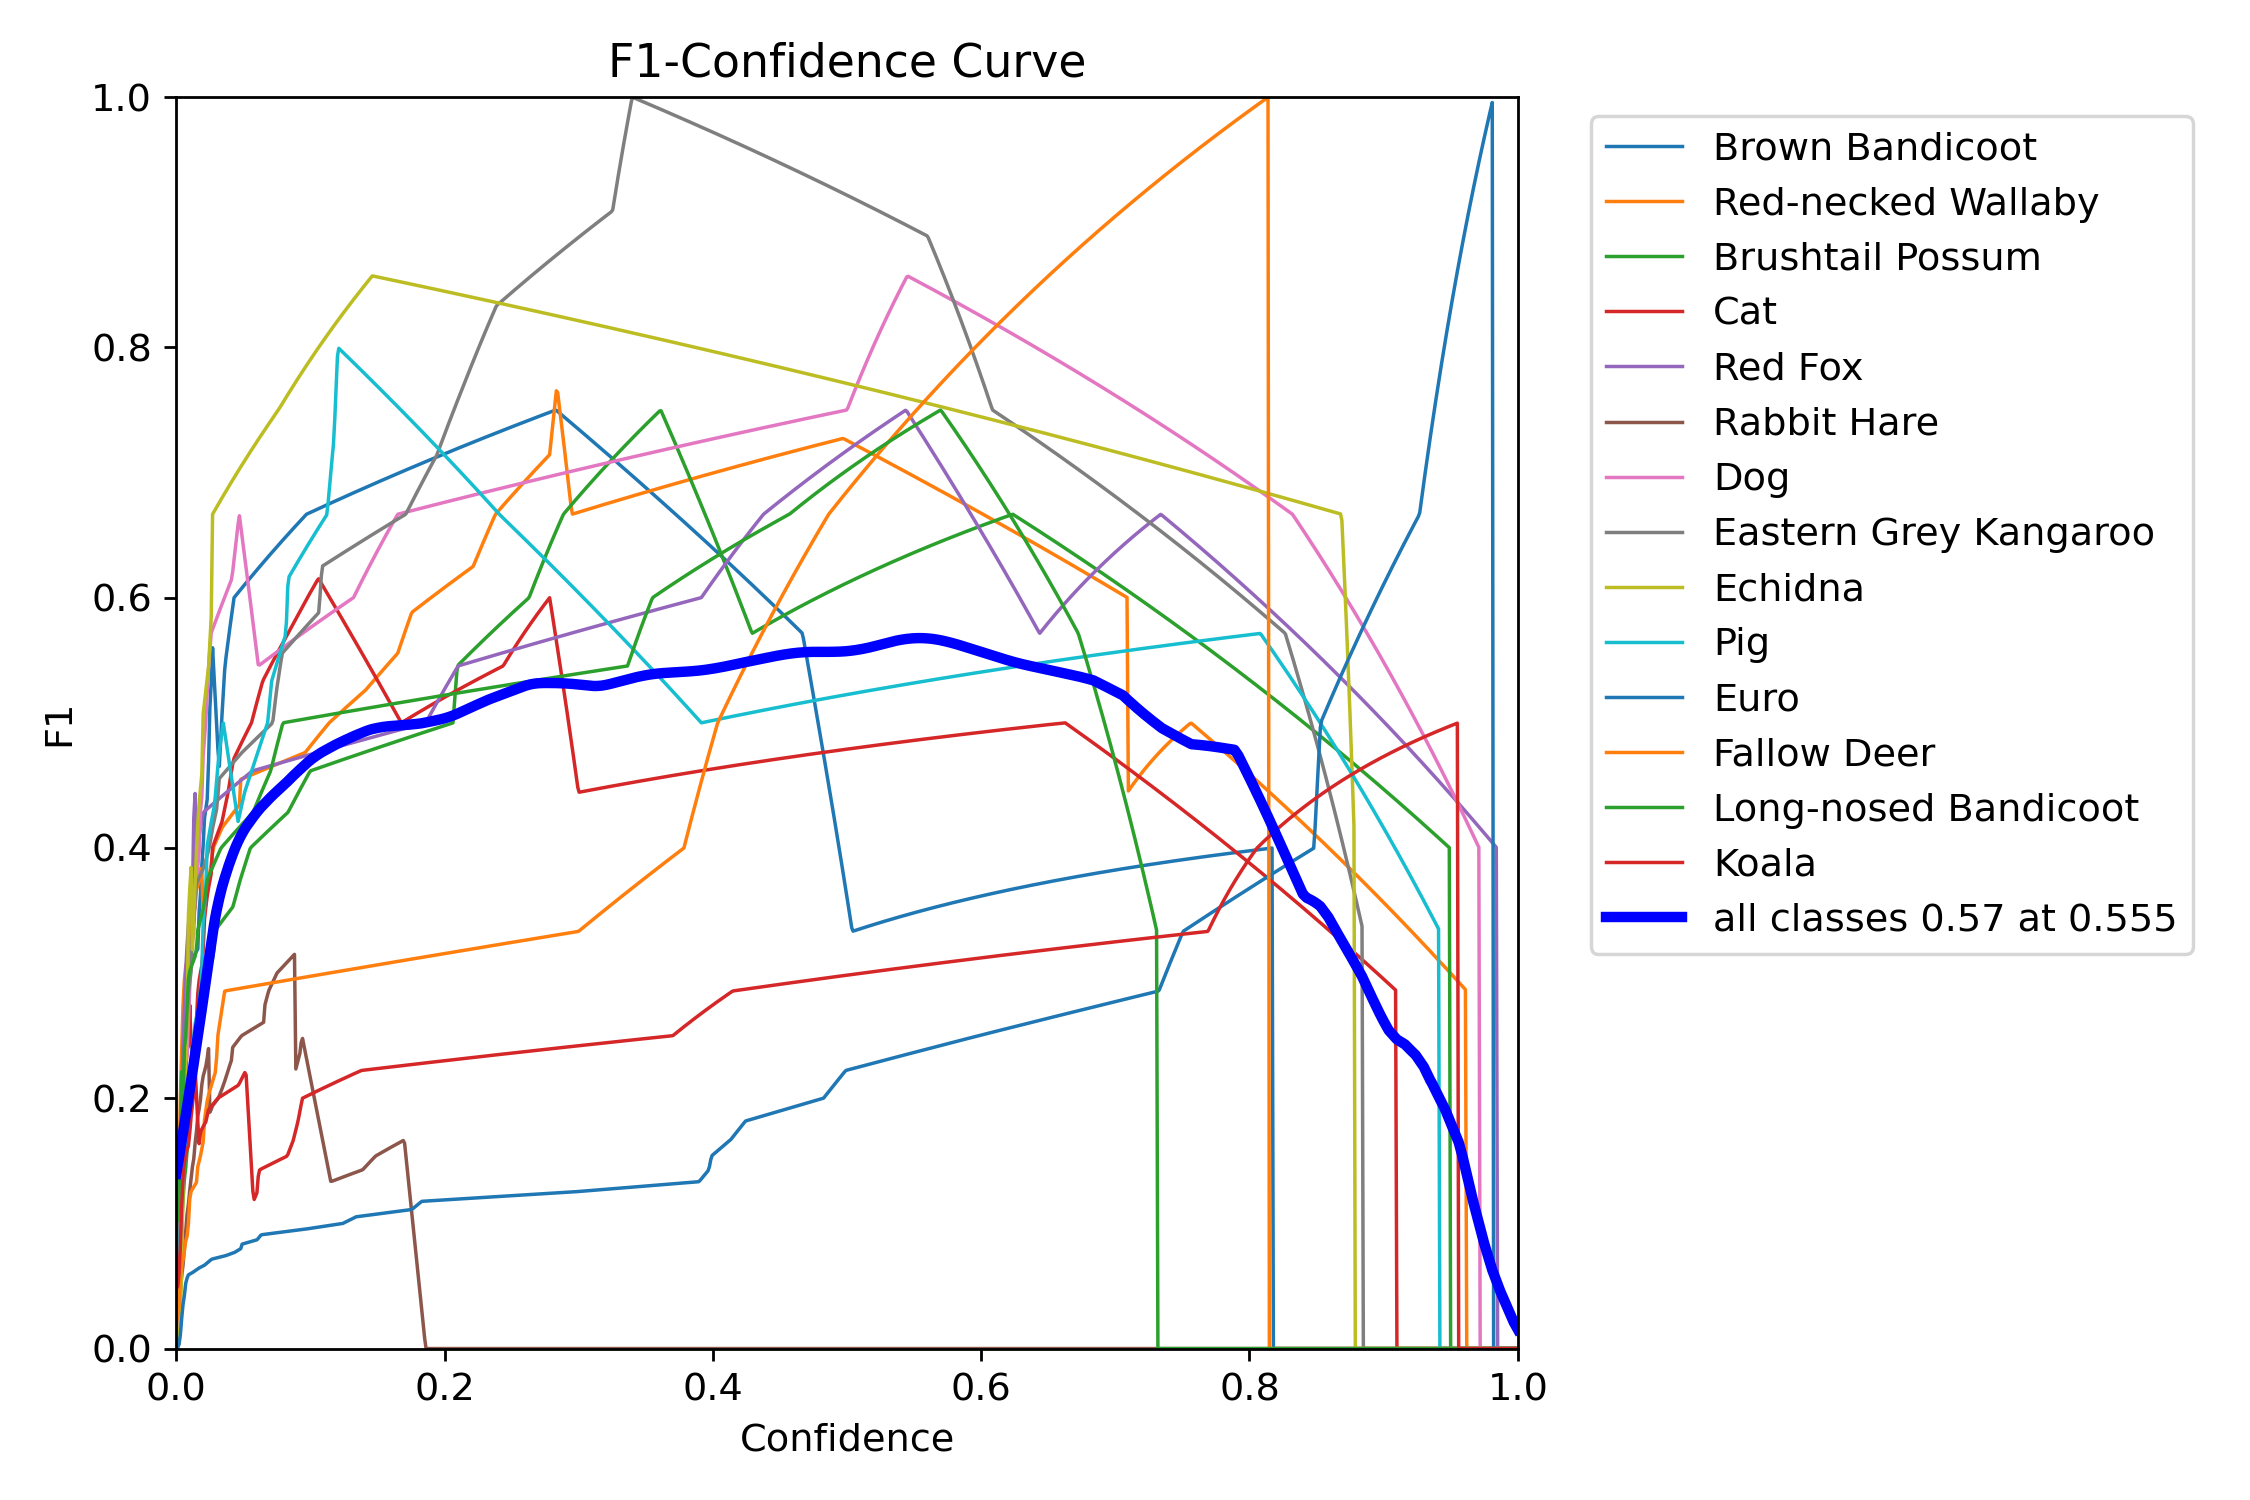 F1-Confidence Curve
1.0
0.8
0.6
0.4
0.2
0.0
F1
0.0 0.2 0.4 0.6 0.8 1.0
Confidence
Brown Bandicoot
Red-necked Wallaby
Brushtail Possum
Cat
Red Fox
Rabbit Hare
Dog
Eastern Grey Kangaroo
Echidna
Pig
Euro
Fallow Deer
Long-nosed Bandicoot
Koala
all classes 0.57 at 0.555